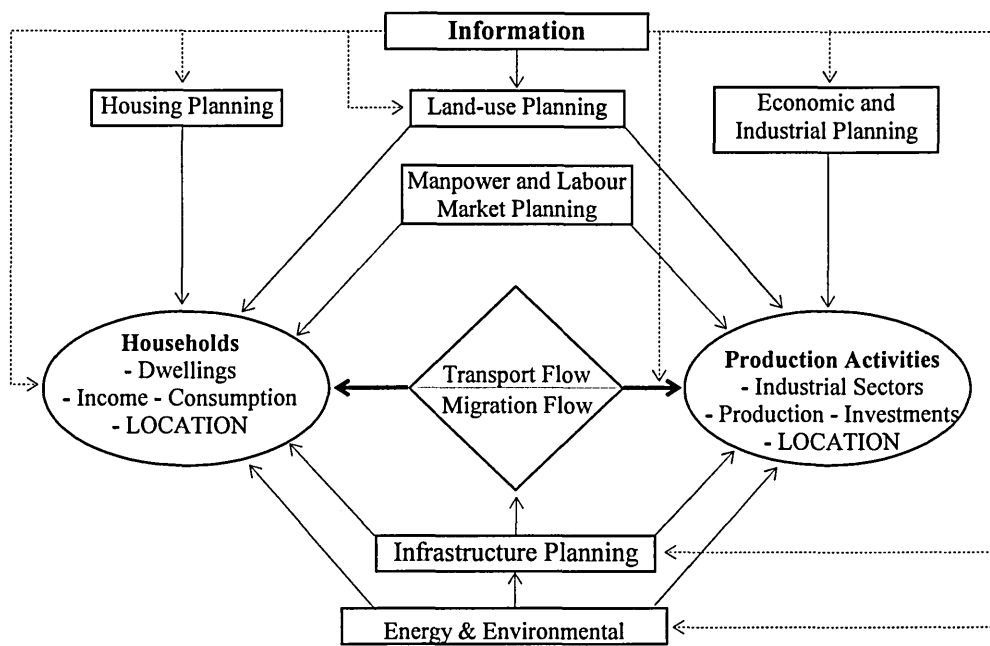 Information
Housing Planning
Land-use Planning
Economic and
Industrial Planning
Manpower and Labour
Market Planning
Households
- Dwellings
- Income - Consumption
- LOCATION
Transport Flow
Migration Flow
Production Activities
- Industrial Sectors
- Production - Investments
- LOCATION
Infrastructure Planning
Energy & Environmental